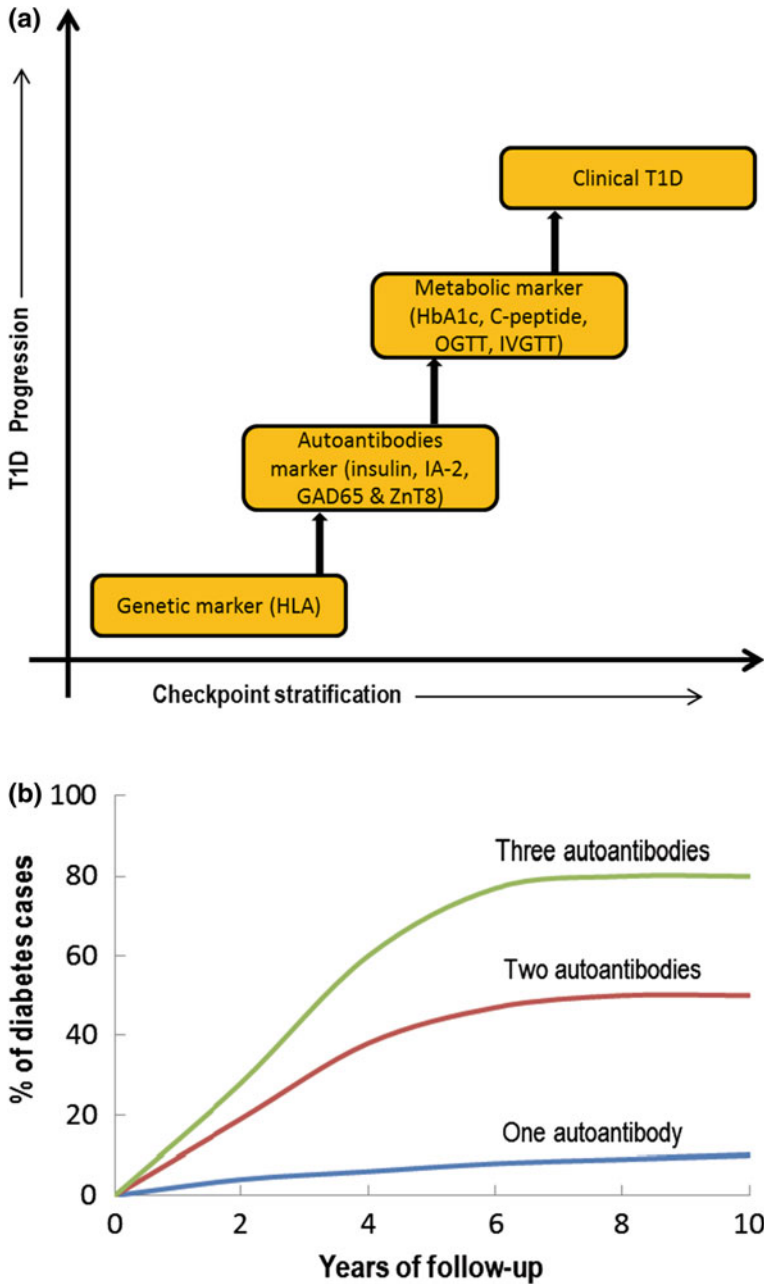 (a)
T1D Progression
Clinical T1D
Metabolic marker
(HbA1c, C-peptide,
OGTT, IVGTT)
Autoantibodies
marker (insulin, IA-2,
GAD65 & ZnT8)
Genetic marker (HLA)
Checkpoint stratification
(b)
% of diabetes cases
100
80
60
40
20
0
Three autoantibodies
Two autoantibodies
One autoantibody
0 2 4 6 8 10
Years of follow-up